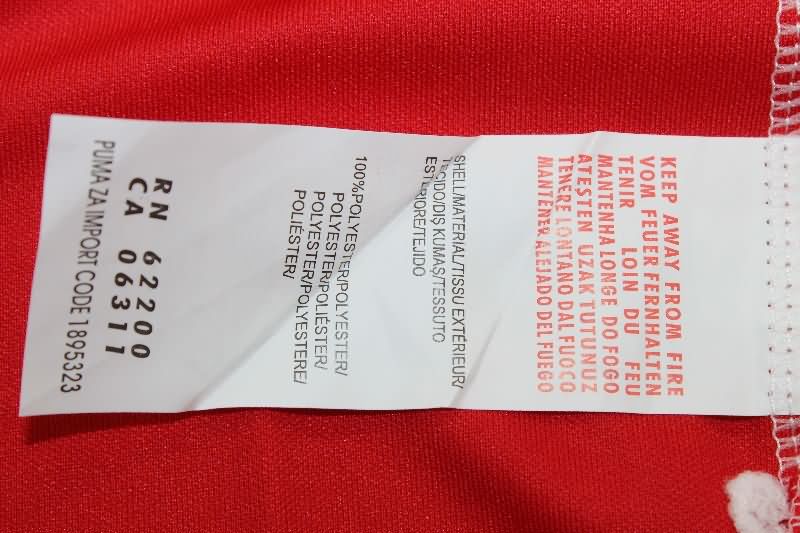 KEEP AWAY FROM FIRE
VOM FEUER FERNHALTEN
TENIR LOIN DU FEU
MANTENHA LONGE DO FOGO
ATEŞTEN UZAK TUTUNUZ
TENERE LONTANO DAL FUOCO
MANTENER ALEJADO DEL FUEGO
SHELL/MATERIAL/TISSU EXTÉRIEUR/
TECIDO/DIŞ KUMAŞ/TESSUTO
ESTERIORE/TEJIDO
100%POLYESTER/POLYESTER/
POLYESTER/POLIÉSTER/
POLYESTER/POLYESTERE/
POLIÉSTER/
RN 62200
CA 06311
PUMA ZA IMPORT CODE 1895323